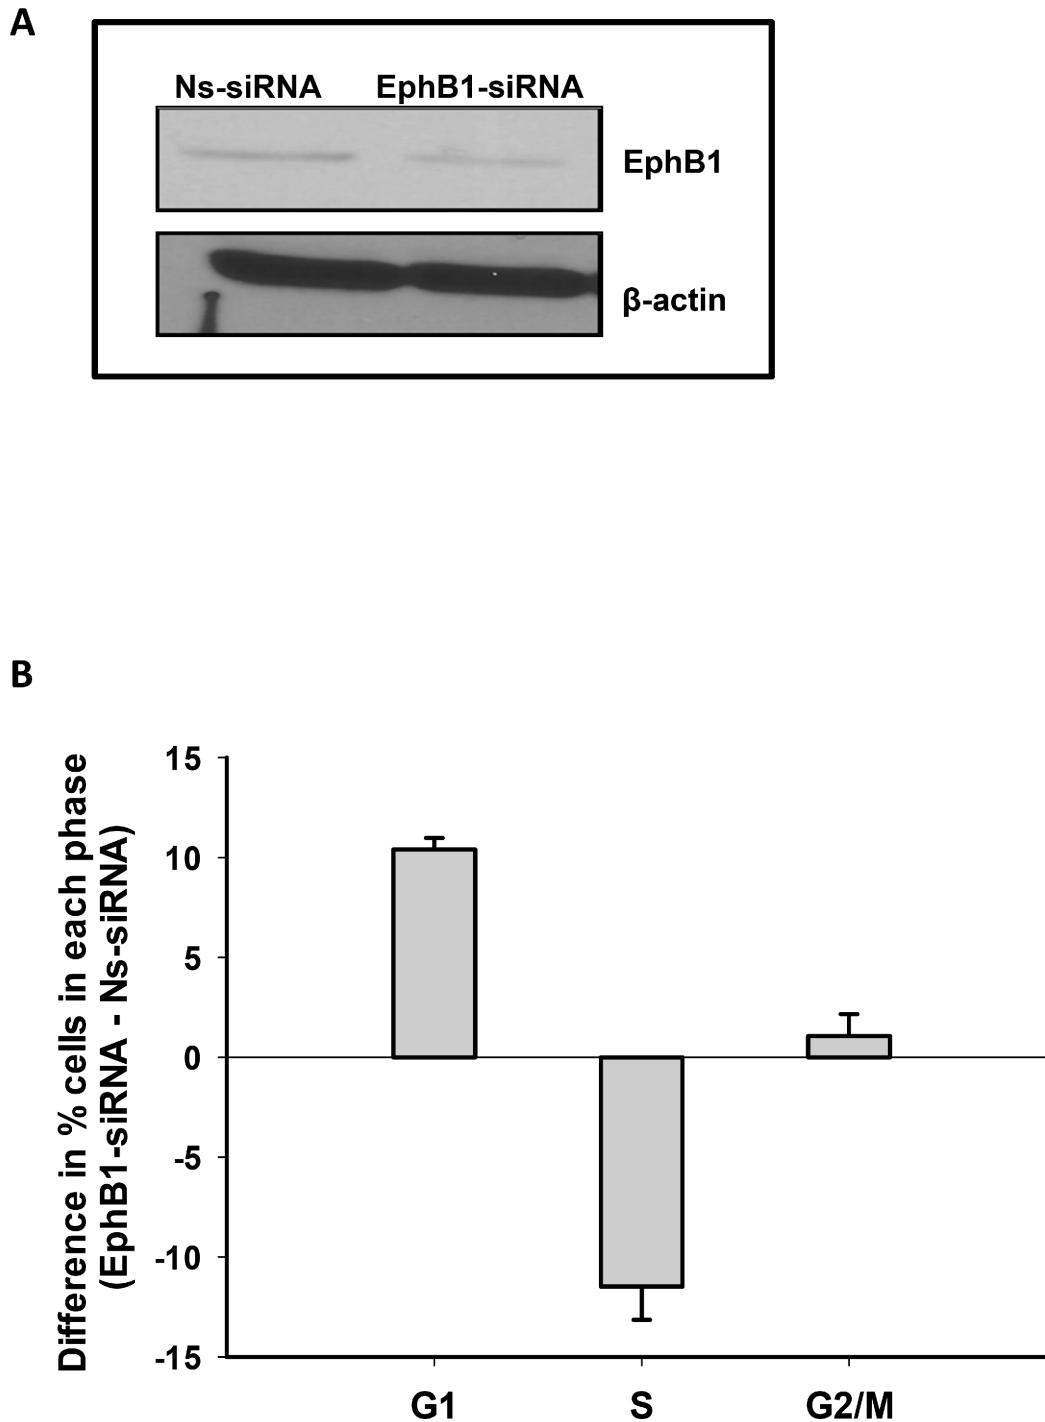 A
Ns-siRNA EphB1-siRNA
EphB1
β-actin
B
Difference in % cells in each phase
(EphB1-siRNA - Ns-siRNA)
15
10
5
0
-5
-10
-15
G1 S G2/M